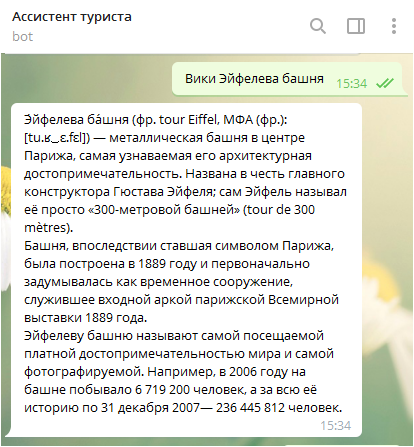 Ассистент туриста
bot
Вики Эйфелева башня
15:34
Э́йфелева ба́шня (фр. tour Eiffel, МФА (фр.):
[tu.ʁ‿ɛ.fɛl]) — металлическая башня в центре
Парижа, самая узнаваемая его архитектурная
достопримечательность. Названа в честь главного
конструктора Гюстава Эйфеля; сам Эйфель называл
её просто «300-метровой башней» (tour de 300
mètres).
Башня, впоследствии ставшая символом Парижа,
была построена в 1889 году и первоначально
задумывалась как временное сооружение,
служившее входной аркой парижской Всемирной
выставки 1889 года.
Эйфелеву башню называют самой посещаемой
платной достопримечательностью мира и самой
фотографируемой. Например, в 2006 году на
башне побывало 6 719 200 человек, а за всю её
историю по 31 декабря 2007— 236 445 812 человек.
15:34